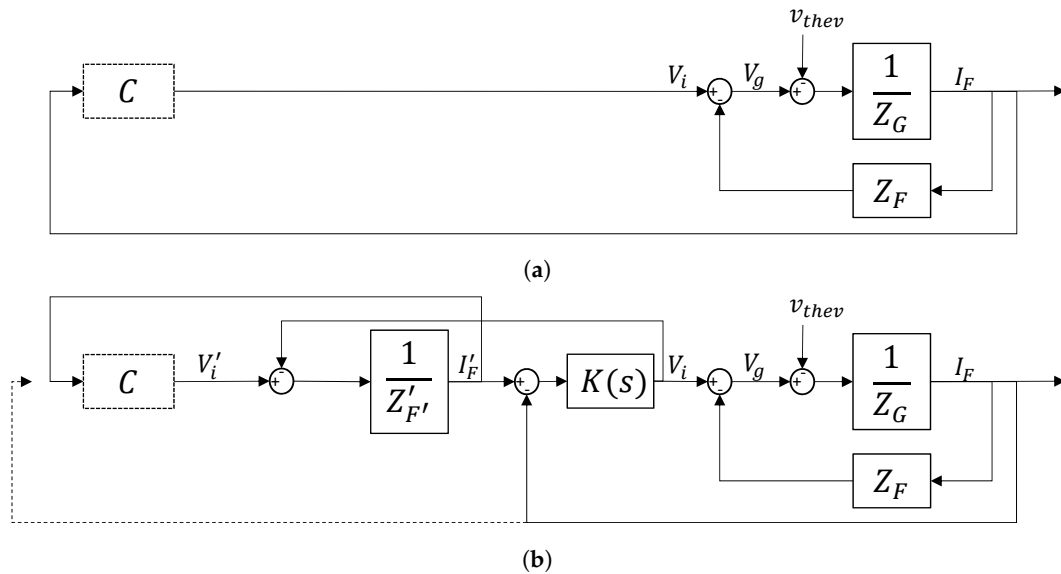 v_thev
C V_i + - V_g + - 1/Z_G I_F
Z_F
(a)
v_thev
C V_i' + - 1/Z'_F' I_F' + - K(s) V_i + - V_g + - 1/Z_G I_F
Z_F
(b)